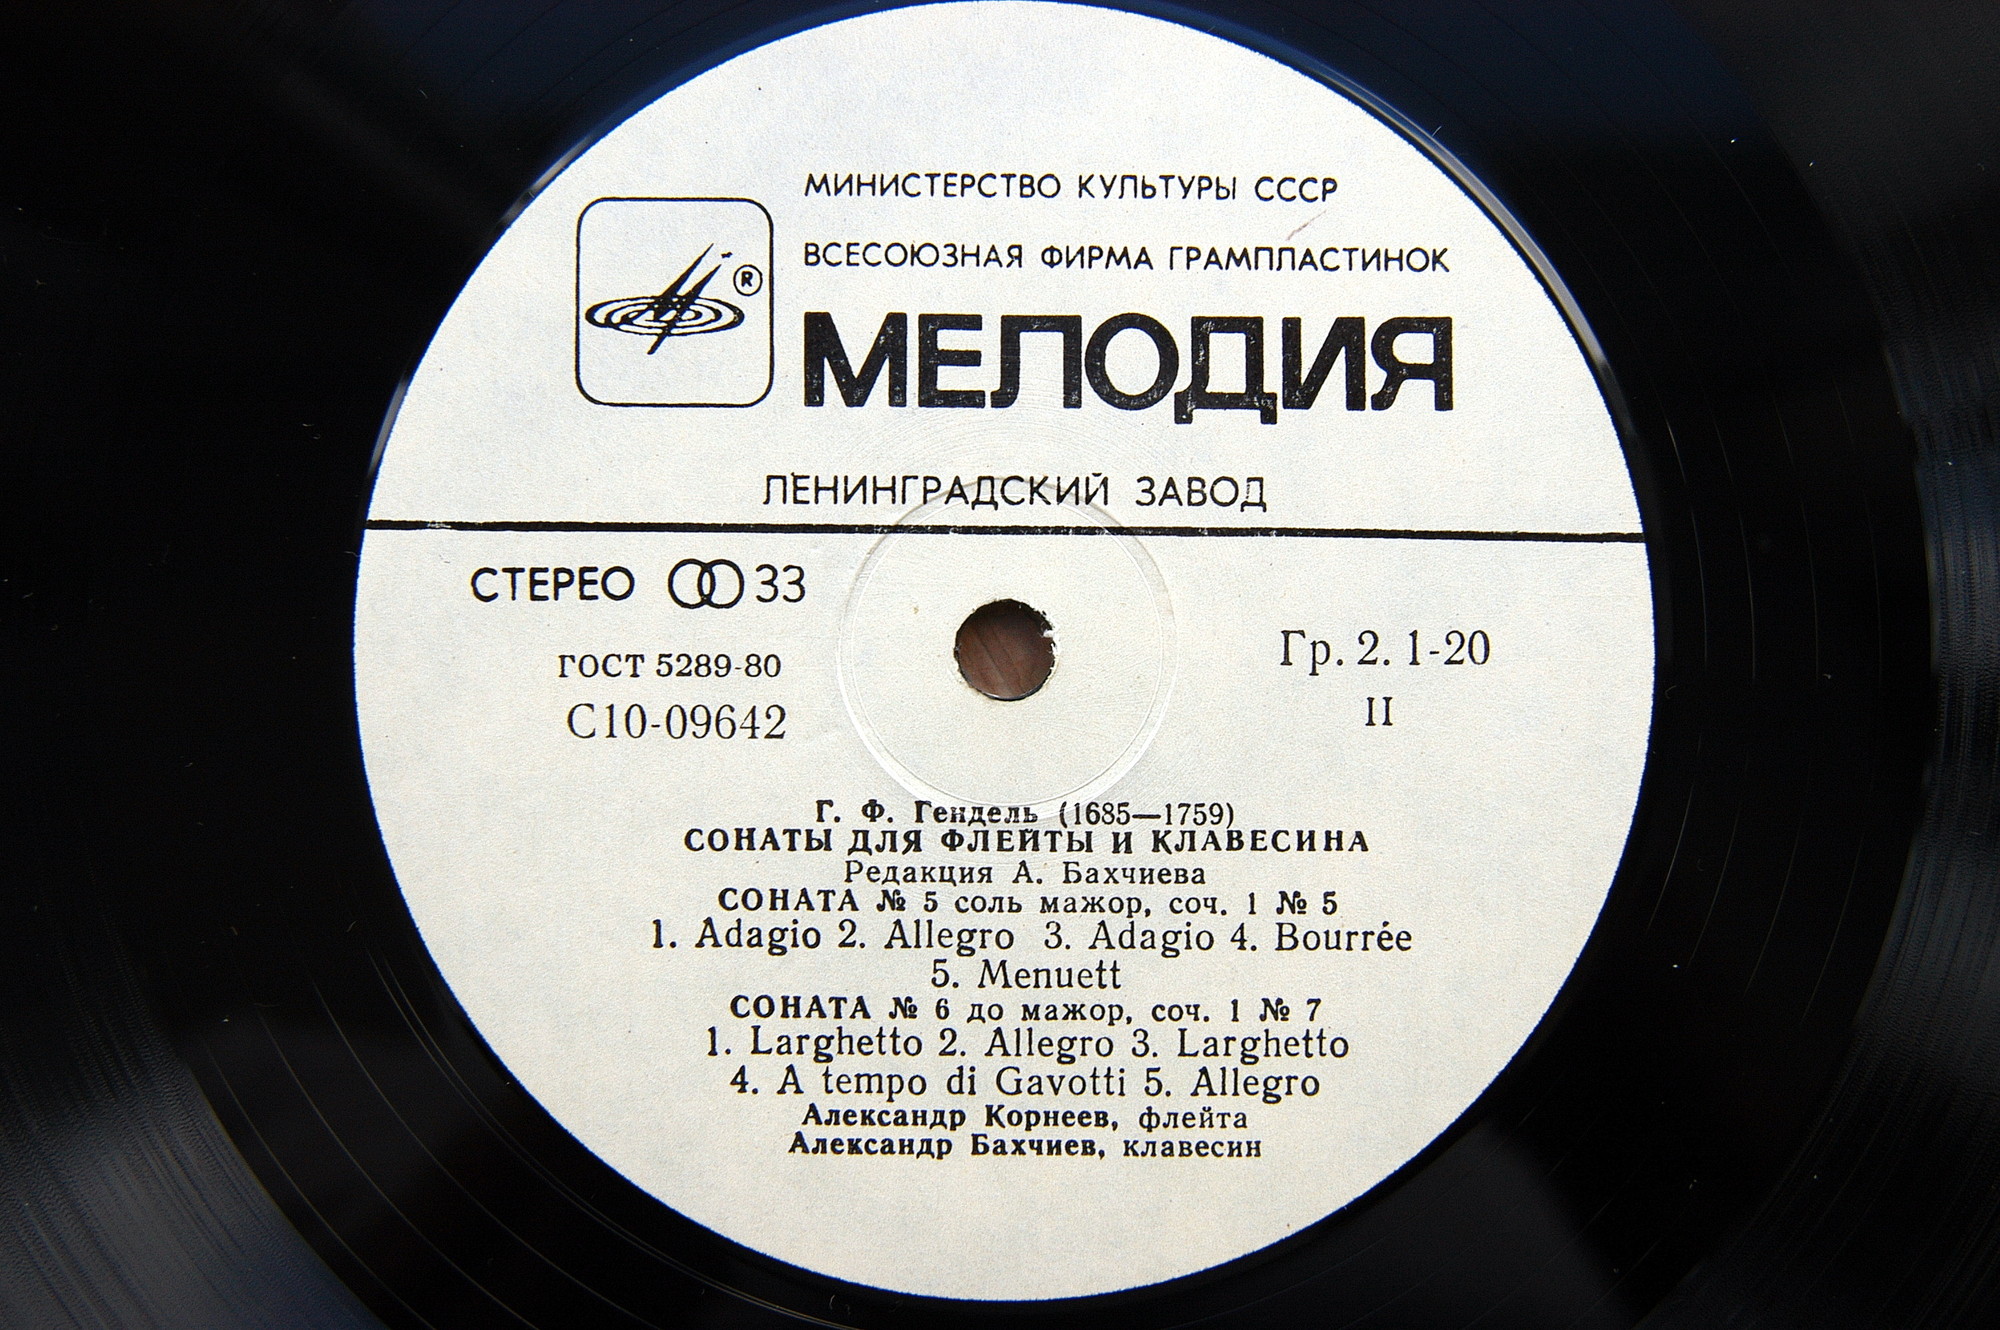 МИНИСТЕРСТВО КУЛЬТУРЫ СССР
ВСЕСОЮЗНАЯ ФИРМА ГРАМПЛАСТИНОК
®
МЕЛОДИЯ
ЛЕНИНГРАДСКИЙ ЗАВОД
СТЕРЕО 33
ГОСТ 5289-80
С10-09642
Гр. 2. 1-20
II
Г. Ф. Гендель (1685—1759)
СОНАТЫ ДЛЯ ФЛЕЙТЫ И КЛАВЕСИНА
Редакция А. Бахчиева
СОНАТА № 5 соль мажор, соч. 1 № 5
1. Adagio 2. Allegro 3. Adagio 4. Bourrée
5. Menuett
СОНАТА № 6 до мажор, соч. 1 № 7
1. Larghetto 2. Allegro 3. Larghetto
4. A tempo di Gavotti 5. Allegro
Александр Корнеев, флейта
Александр Бахчиев, клавесин